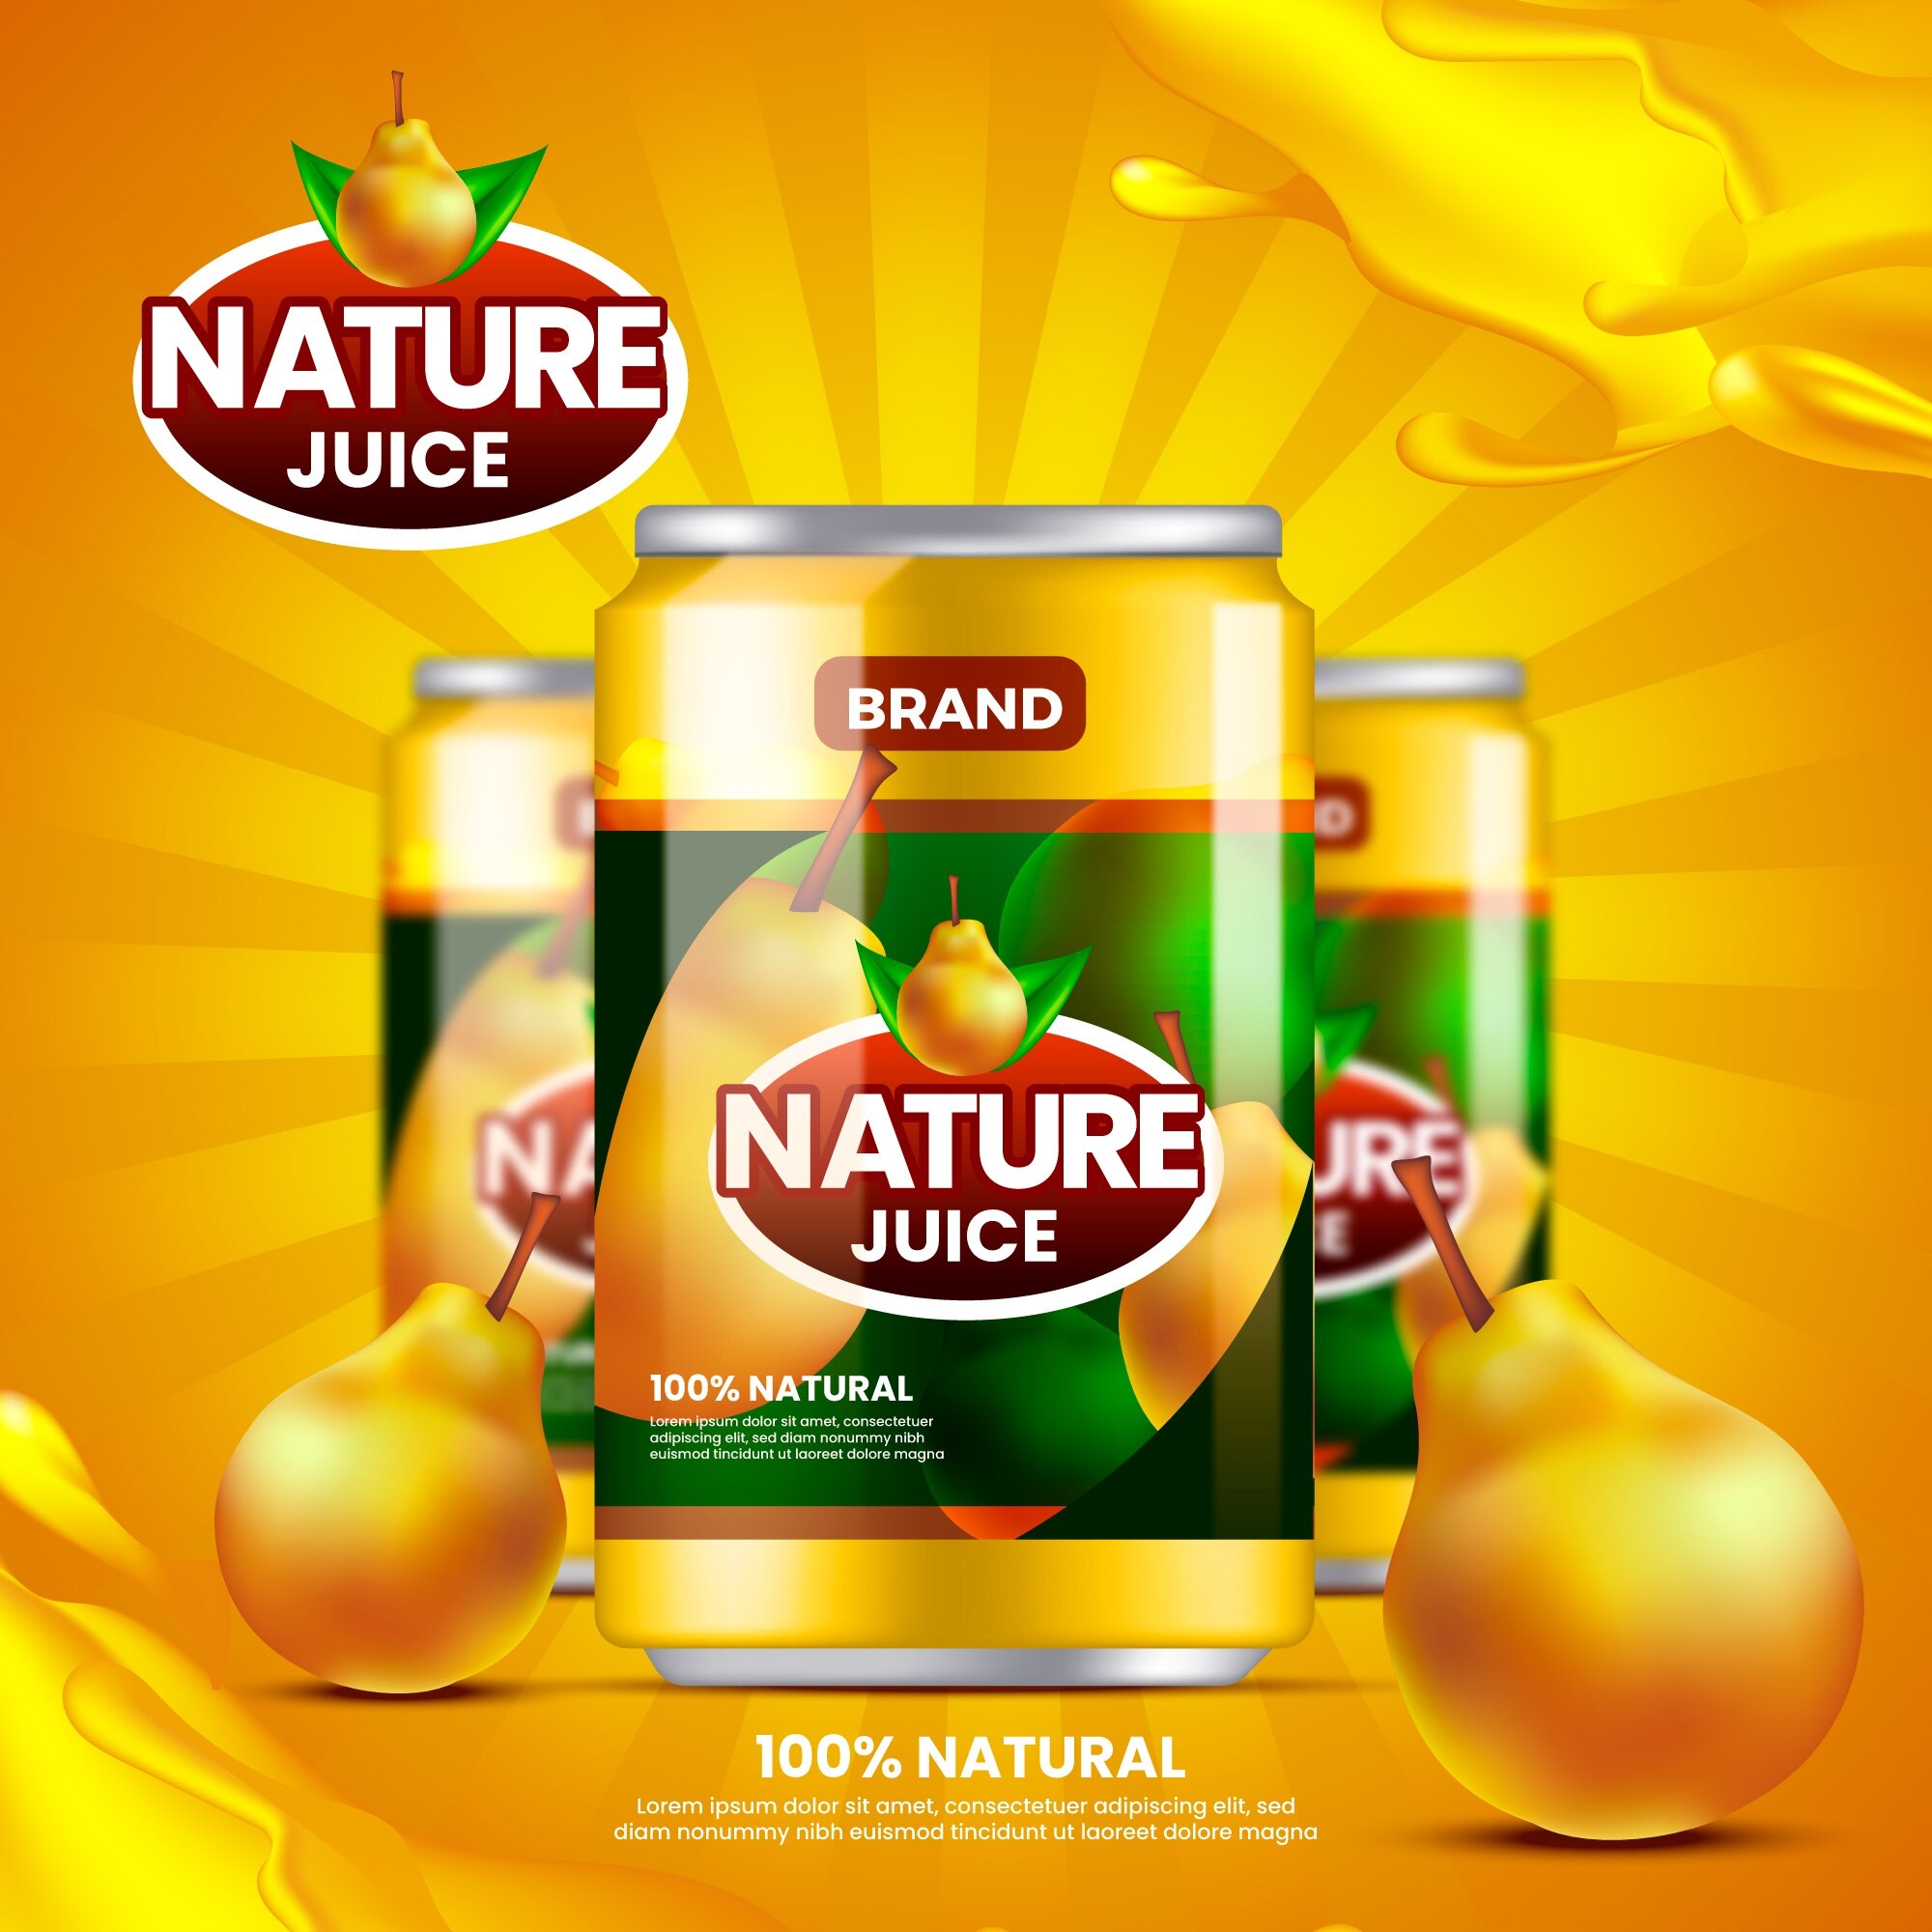 NATURE
JUICE
BRAND
NATURE
JUICE
100% NATURAL
Lorem ipsum dolor sit amet, consectetuer
adipiscing elit, sed diam nonummy nibh
euismod tincidunt ut laoreet dolore magna
100% NATURAL
Lorem ipsum dolor sit amet, consectetuer adipiscing elit, sed
diam nonummy nibh euismod tincidunt ut laoreet dolore magna